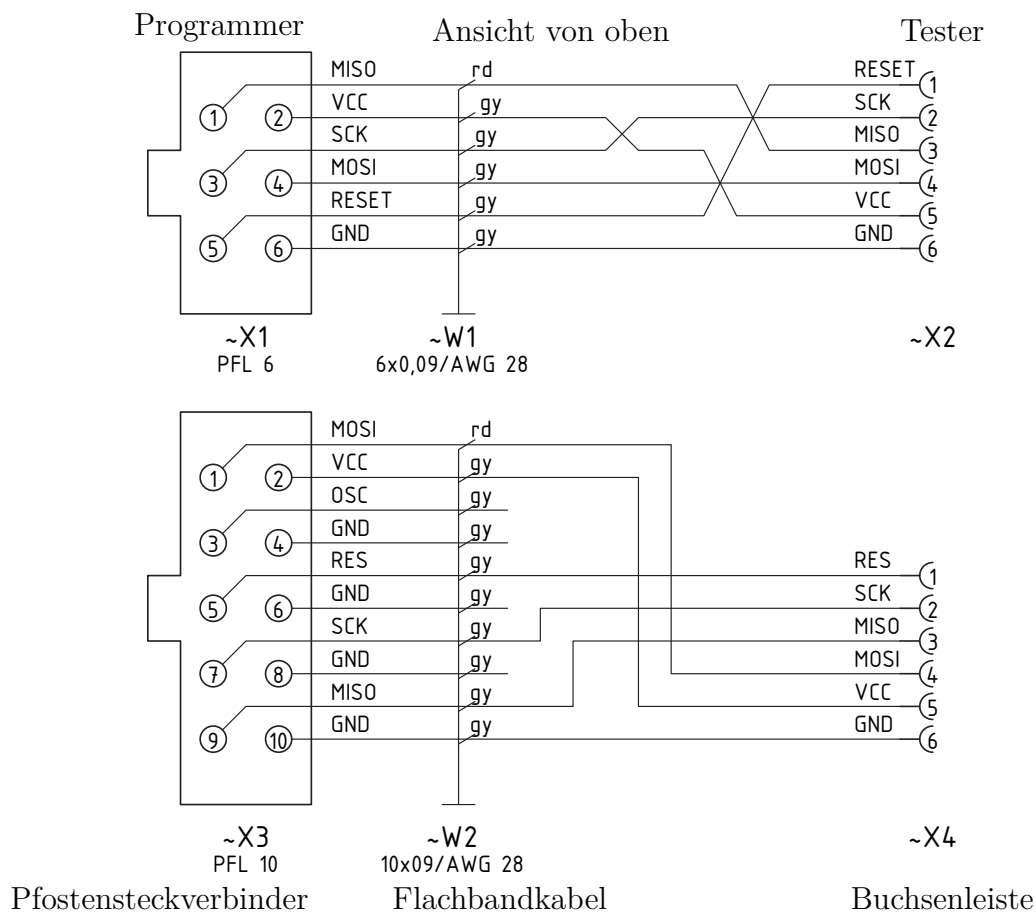 Programmer Ansicht von oben Tester
MISO rd RESET 1
1 VCC gy SCK 2
2 SCK gy MISO 3
3 MOSI gy MOSI 4
4 RESET gy VCC 5
5 GND gy GND 6
6
~X1 ~W1 ~X2
PFL 6 6x0,09/AWG 28
MOSI rd
1 VCC gy
2 OSC gy
3 GND gy
4 RES gy RES 1
5 GND gy SCK 2
6 SCK gy MISO 3
7 GND gy MOSI 4
8 MISO gy VCC 5
9 GND gy GND 6
10
~X3 ~W2 ~X4
PFL 10 10x09/AWG 28
Pfostensteckverbinder Flachbandkabel Buchsenleiste